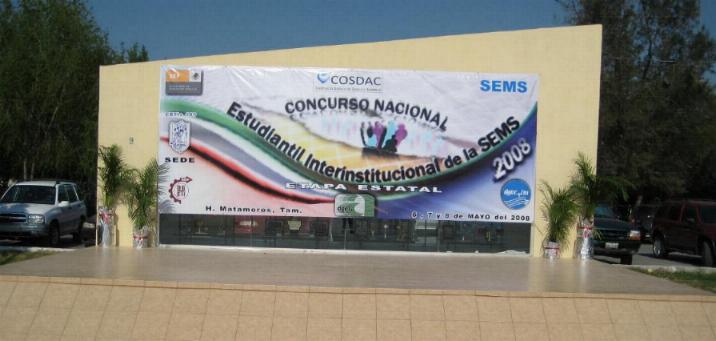 SEP
COSDAC
SEMS
CONCURSO NACIONAL
Estudiantil Interinstitucional de la SEMS
2008
ETAPA ESTATAL
SEDE
H. Matamoros, Tam.
6, 7 y 8 de MAYO del 2008